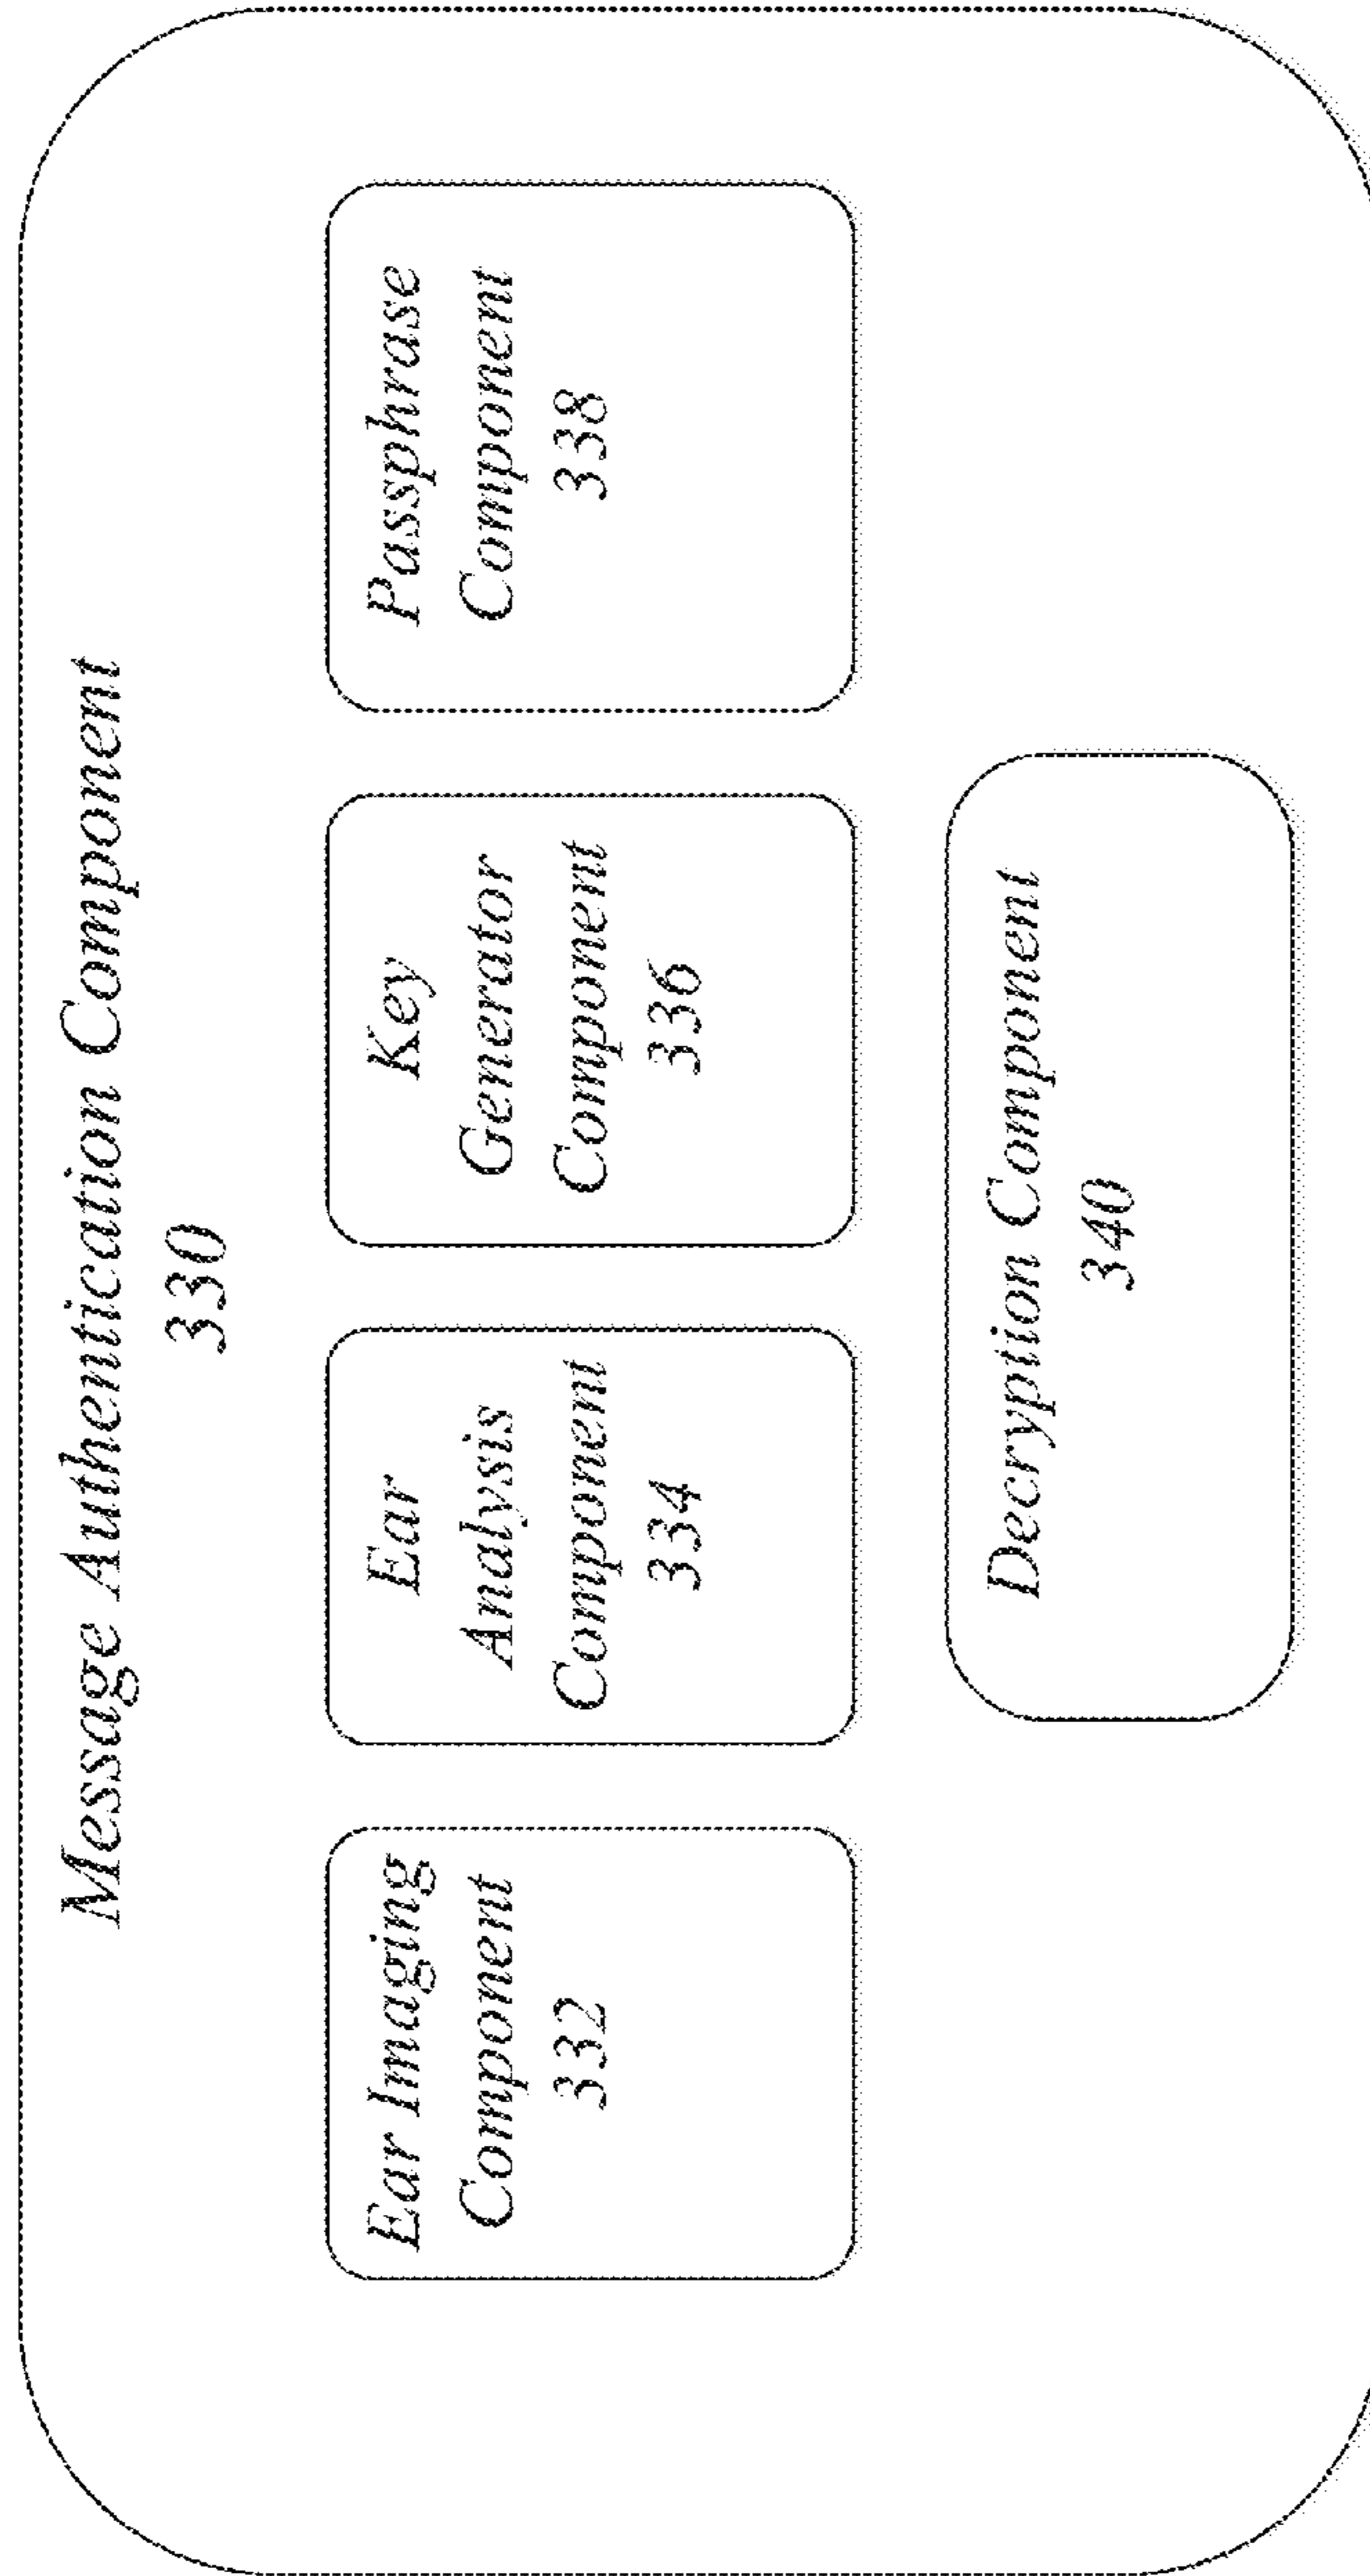 Message Authentication Component
330
Ear Imaging
Component
332
Ear
Analysis
Component
334
Key
Generator
Component
336
Passphrase
Component
338
Decryption Component
340